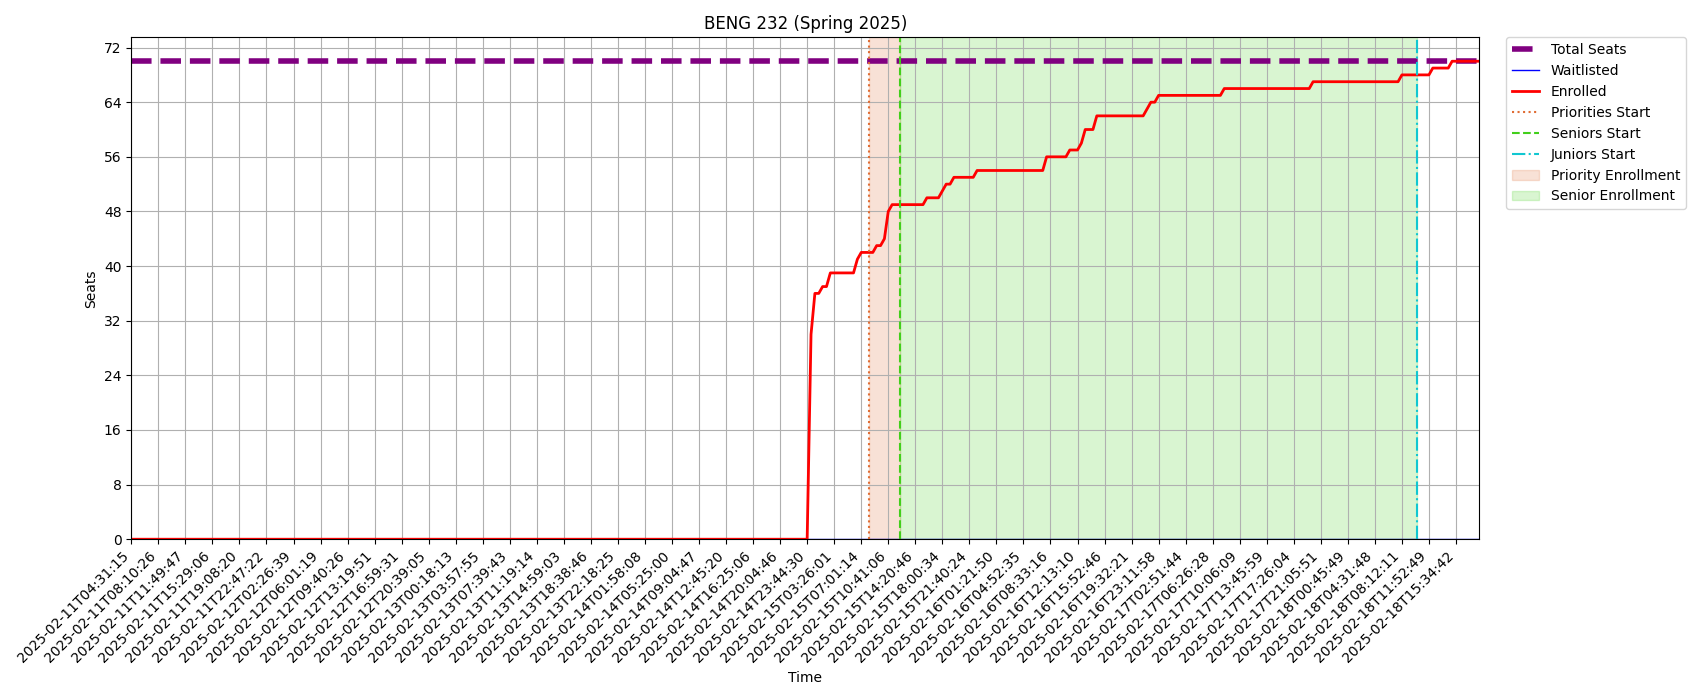 BENG 232 (Spring 2025)
72
64
56
48
40
32
24
16
8
0
Seats
2025-02-11T04:31:15
2025-02-11T08:10:26
2025-02-11T11:49:47
2025-02-11T15:29:06
2025-02-11T19:08:20
2025-02-11T22:47:22
2025-02-12T02:26:39
2025-02-12T06:01:19
2025-02-12T09:40:26
2025-02-12T13:19:51
2025-02-12T16:59:31
2025-02-12T20:39:05
2025-02-13T00:18:13
2025-02-13T03:57:55
2025-02-13T07:39:43
2025-02-13T11:19:14
2025-02-13T14:59:03
2025-02-13T18:38:46
2025-02-13T22:18:25
2025-02-14T01:58:08
2025-02-14T05:25:00
2025-02-14T09:04:47
2025-02-14T12:45:20
2025-02-14T16:25:06
2025-02-14T20:04:46
2025-02-14T23:44:30
2025-02-15T03:26:01
2025-02-15T07:01:14
2025-02-15T10:41:06
2025-02-15T14:20:46
2025-02-15T18:00:34
2025-02-15T21:40:24
2025-02-16T01:21:50
2025-02-16T04:52:35
2025-02-16T08:33:16
2025-02-16T12:13:10
2025-02-16T15:52:46
2025-02-16T19:32:21
2025-02-16T23:11:58
2025-02-17T02:51:44
2025-02-17T06:26:28
2025-02-17T10:06:09
2025-02-17T13:45:59
2025-02-17T17:26:04
2025-02-17T21:05:51
2025-02-18T00:45:49
2025-02-18T04:31:48
2025-02-18T08:12:11
2025-02-18T11:52:49
2025-02-18T15:34:42
Time
Total Seats
Waitlisted
Enrolled
Priorities Start
Seniors Start
Juniors Start
Priority Enrollment
Senior Enrollment